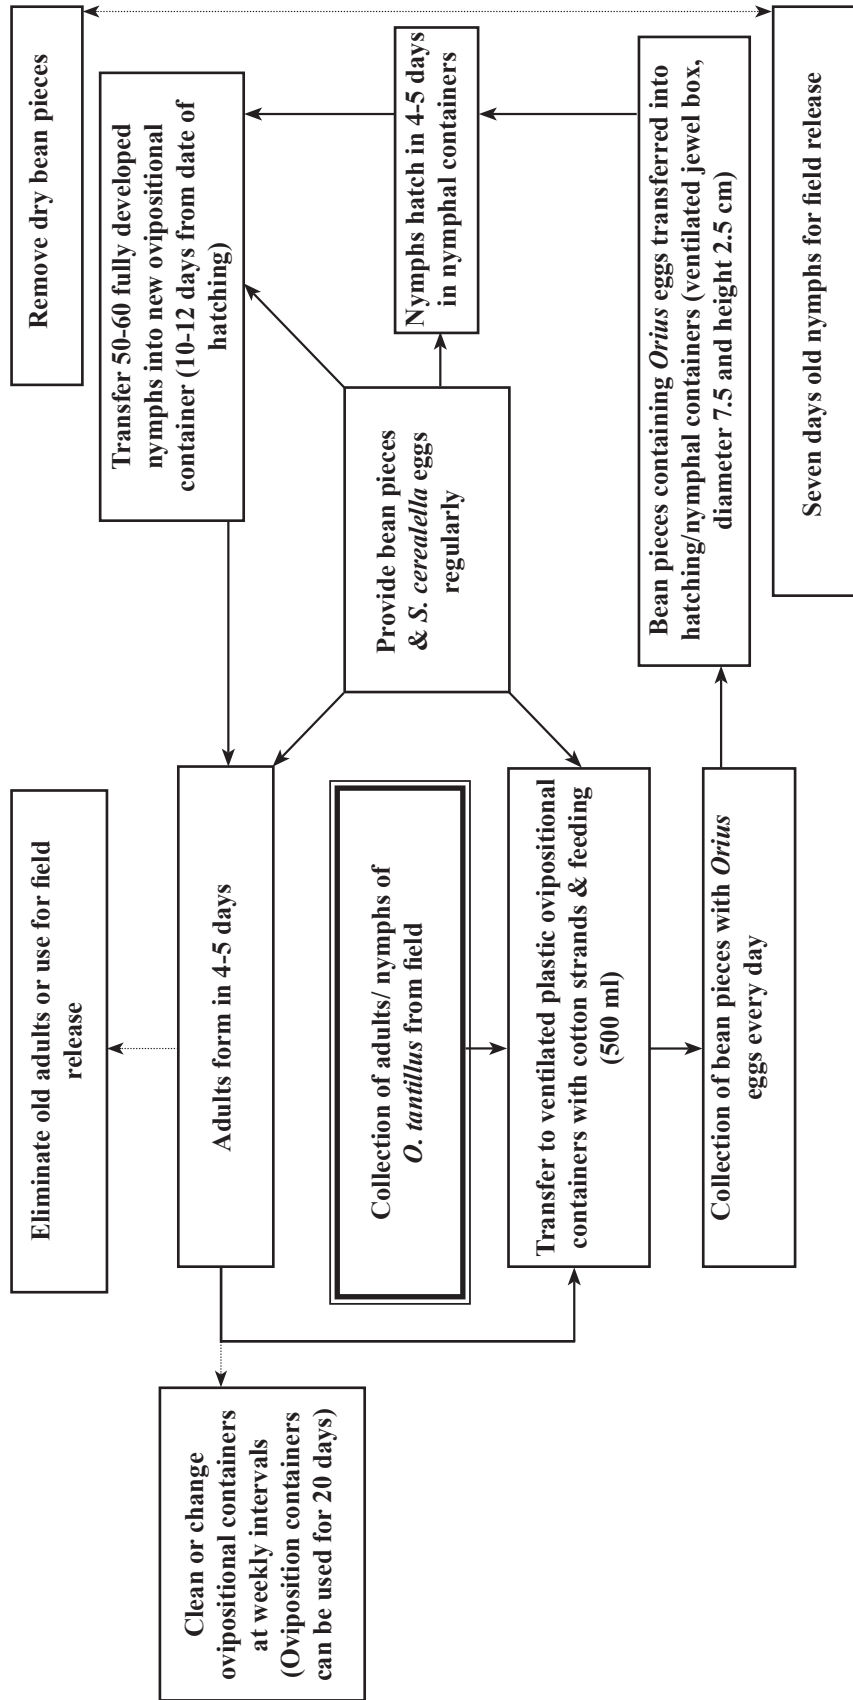 Clean or change
ovipositional containers
at weekly intervals
(Oviposition containers
can be used for 20 days)
Eliminate old adults or use for field
release
Adults form in 4-5 days
Collection of adults/ nymphs of
O. tantillus from field
Transfer to ventilated plastic ovipositional
containers with cotton strands & feeding
(500 ml)
Collection of bean pieces with Orius
eggs every day
Provide bean pieces
& S. cerealella eggs
regularly
Remove dry bean pieces
Transfer 50-60 fully developed
nymphs into new ovipositional
container (10-12 days from date of
hatching)
Nymphs hatch in 4-5 days
in nymphal containers
Bean pieces containing Orius eggs transferred into
hatching/nymphal containers (ventilated jewel box,
diameter 7.5 and height 2.5 cm)
Seven days old nymphs for field release